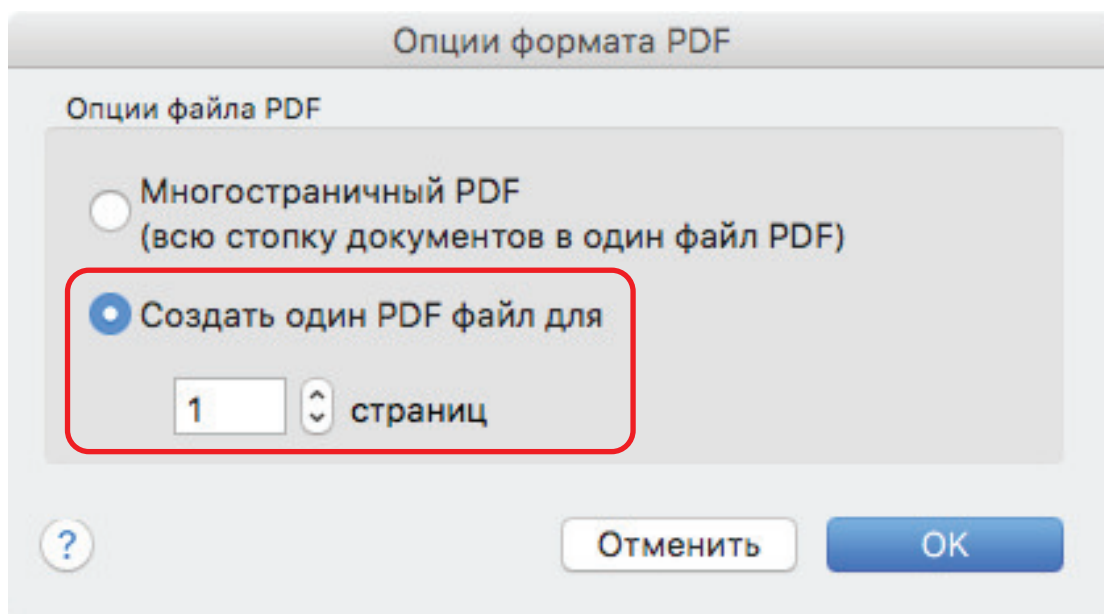 Опции формата PDF
Опции файла PDF
Многостраничный PDF
(всю стопку документов в один файл PDF)
Создать один PDF файл для
1 страниц
? Отменить OK